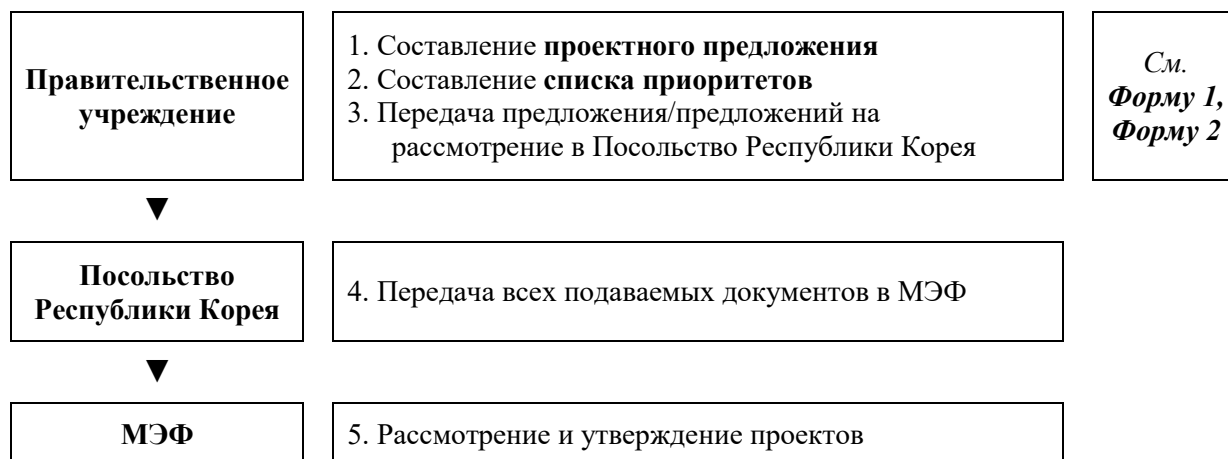 Правительственное
учреждение
1. Составление проектного предложения
2. Составление списка приоритетов
3. Передача предложения/предложений на
рассмотрение в Посольство Республики Корея
См.
Форму 1,
Форму 2
▼
Посольство
Республики Корея
4. Передача всех подаваемых документов в МЭФ
▼
МЭФ
5. Рассмотрение и утверждение проектов